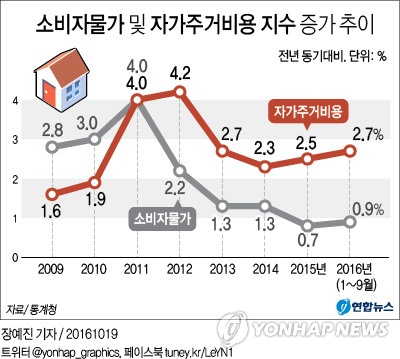 소비자물가 및 자가주거비용 지수 증가 추이
전년 동기대비. 단위: %
4.0
4.0
4.2
4
자가주거비용
3.0
2.8
2.7
2.7%
2.5
2.3
3
2
1.9
1.6
2.2
소비자물가
1.3
1.3
0.9%
0.7
1
0
2009 2010 2011 2012 2013 2014 2015년 2016년
(1~9월)
자료/통계청
연합뉴스
장예진 기자 / 20161019
트위터 @yonhap_graphics, 페이스북 tuney.kr/LeYN1
YONHAP NEWS